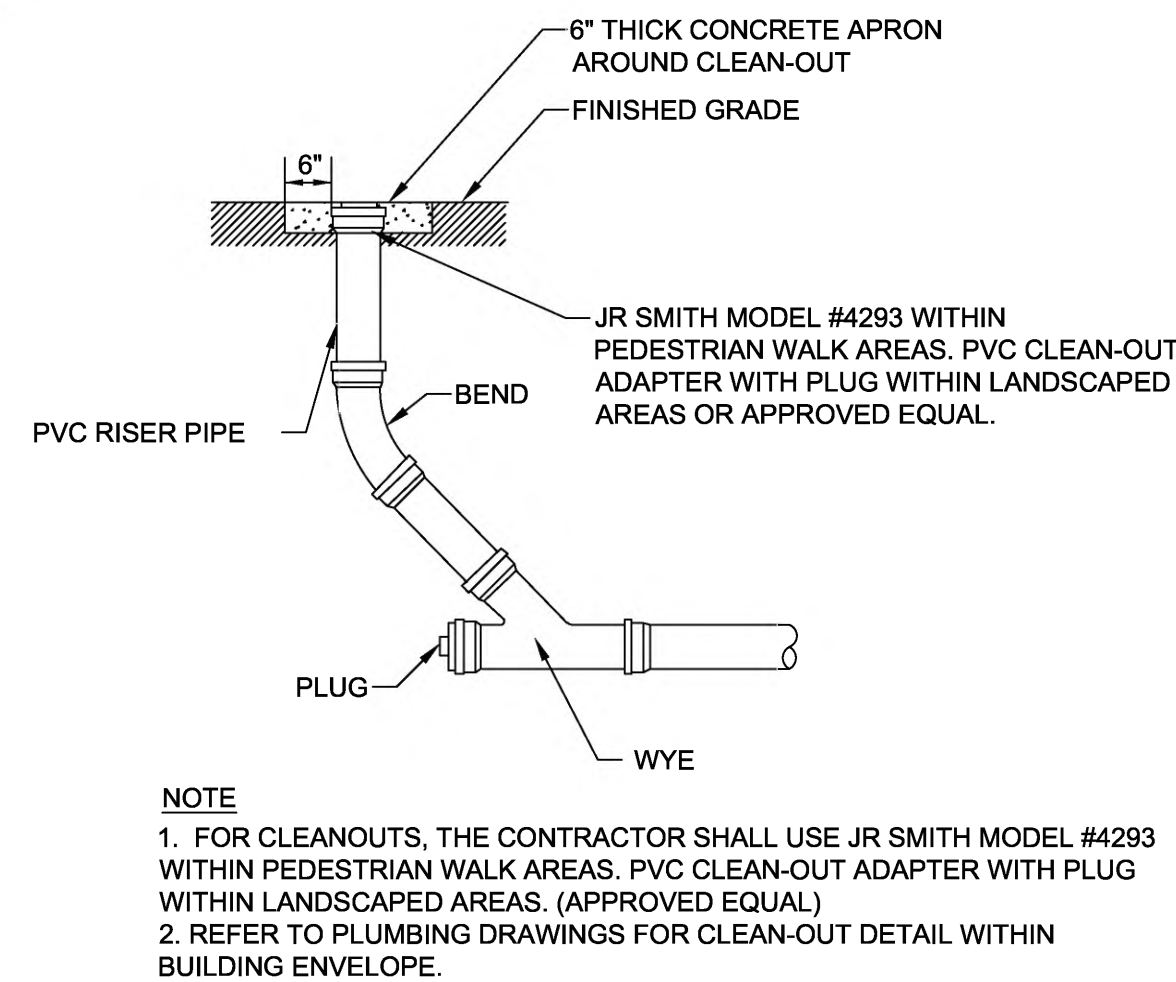 6" THICK CONCRETE APRON
AROUND CLEAN-OUT
FINISHED GRADE
6"
JR SMITH MODEL #4293 WITHIN
PEDESTRIAN WALK AREAS. PVC CLEAN-OUT
ADAPTER WITH PLUG WITHIN LANDSCAPED
AREAS OR APPROVED EQUAL.
BEND
PVC RISER PIPE
PLUG
WYE
NOTE
1. FOR CLEANOUTS, THE CONTRACTOR SHALL USE JR SMITH MODEL #4293
WITHIN PEDESTRIAN WALK AREAS. PVC CLEAN-OUT ADAPTER WITH PLUG
WITHIN LANDSCAPED AREAS. (APPROVED EQUAL)
2. REFER TO PLUMBING DRAWINGS FOR CLEAN-OUT DETAIL WITHIN
BUILDING ENVELOPE.